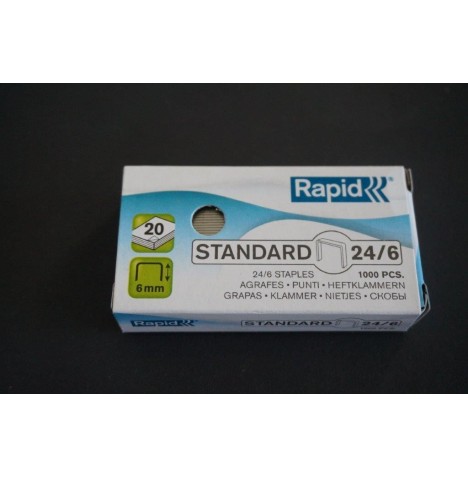 Rapid
20
STANDARD 24/6
24/6 STAPLES 1000 PCS.
AGRAFES • PUNTI • HEFTKLAMMERN
6mm
GRAPAS • KLAMMER • NIETJES • СКОБЫ
Rapid STANDARD 24/6